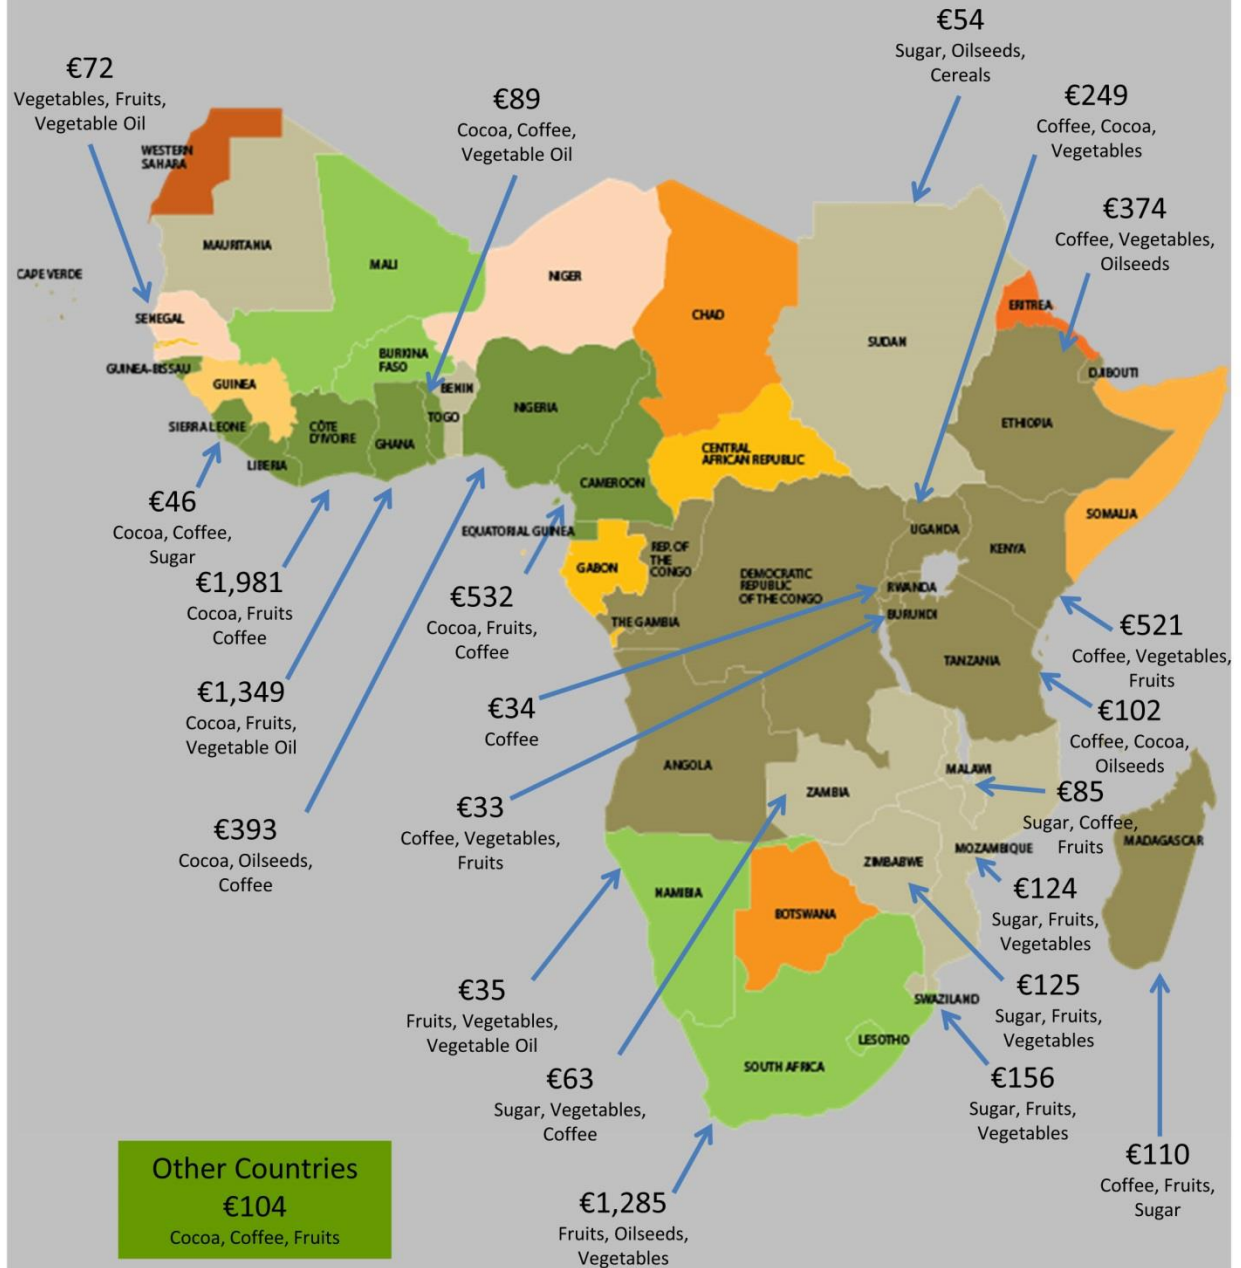 €54
Sugar, Oilseeds,
Cereals
€72
Vegetables, Fruits,
Vegetable Oil
€89
Cocoa, Coffee,
Vegetable Oil
€249
Coffee, Cocoa,
Vegetables
€374
Coffee, Vegetables,
Oilseeds
WESTERN
SAHARA
MAURITANIA
MALI
NIGER
CHAD
SUDAN
ERITREA
CAPE VERDE
SENEGAL
GUINEA-BISSAU
GUINEA
BURKINA
FASO
BENIN
TOGO
NIGERIA
DJIBOUTI
ETHIOPIA
SIERRA LEONE
LIBERIA
CÔTE
D'IVOIRE
GHANA
CENTRAL
AFRICAN REPUBLIC
CAMEROON
SOMALIA
€46
Cocoa, Coffee,
Sugar
EQUATORIAL GUINEA
GABON
REP. OF
THE
CONGO
DEMOCRATIC
REPUBLIC
OF THE CONGO
UGANDA
KENYA
RWANDA
BURUNDI
THE GAMBIA
TANZANIA
€1,981
Cocoa, Fruits
Coffee
€532
Cocoa, Fruits,
Coffee
€521
Coffee, Vegetables,
Fruits
€1,349
Cocoa, Fruits,
Vegetable Oil
€34
Coffee
€102
Coffee, Cocoa,
Oilseeds
ANGOLA
ZAMBIA
MALAWI
€85
Sugar, Coffee,
Fruits
€393
Cocoa, Oilseeds,
Coffee
€33
Coffee, Vegetables,
Fruits
MOZAMBIQUE
MADAGASCAR
ZIMBABWE
NAMIBIA
BOTSWANA
€124
Sugar, Fruits,
Vegetables
€35
Fruits, Vegetables,
Vegetable Oil
€125
Sugar, Fruits,
Vegetables
SWAZILAND
LESOTHO
SOUTH AFRICA
€63
Sugar, Vegetables,
Coffee
€156
Sugar, Fruits,
Vegetables
€110
Coffee, Fruits,
Sugar
Other Countries
€104
Cocoa, Coffee, Fruits
€1,285
Fruits, Oilseeds,
Vegetables